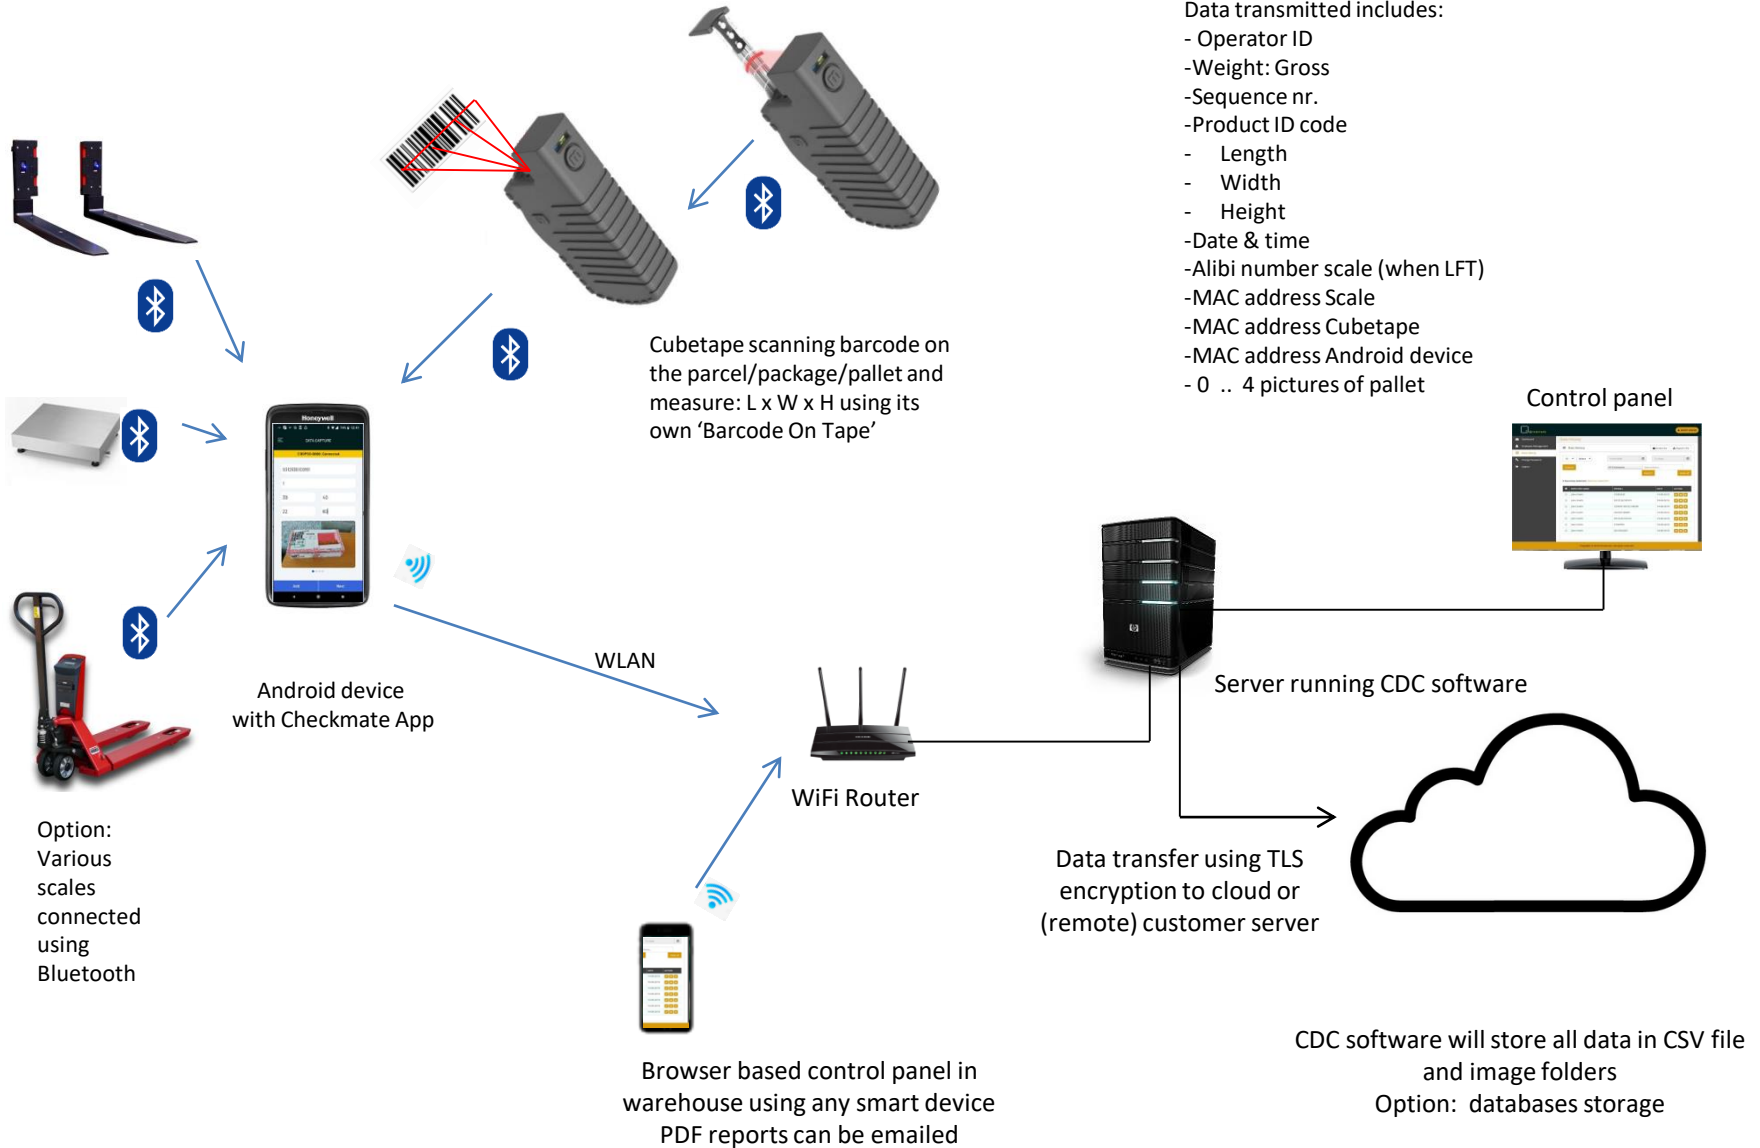 Data transmitted includes:
- Operator ID
-Weight: Gross
-Sequence nr.
-Product ID code
- Length
- Width
- Height
-Date & time
-Alibi number scale (when LFT)
-MAC address Scale
-MAC address Cubetape
-MAC address Android device
- 0 .. 4 pictures of pallet
Cubetape scanning barcode on
the parcel/package/pallet and
measure: L x W x H using its
own ‘Barcode On Tape’
Control panel
Honeywell
DATA CAPTURE
WLAN
Android device
with Checkmate App
Server running CDC software
WiFi Router
Option:
Various
scales
connected
using
Bluetooth
Data transfer using TLS
encryption to cloud or
(remote) customer server
Browser based control panel in
warehouse using any smart device
PDF reports can be emailed
CDC software will store all data in CSV file
and image folders
Option: databases storage